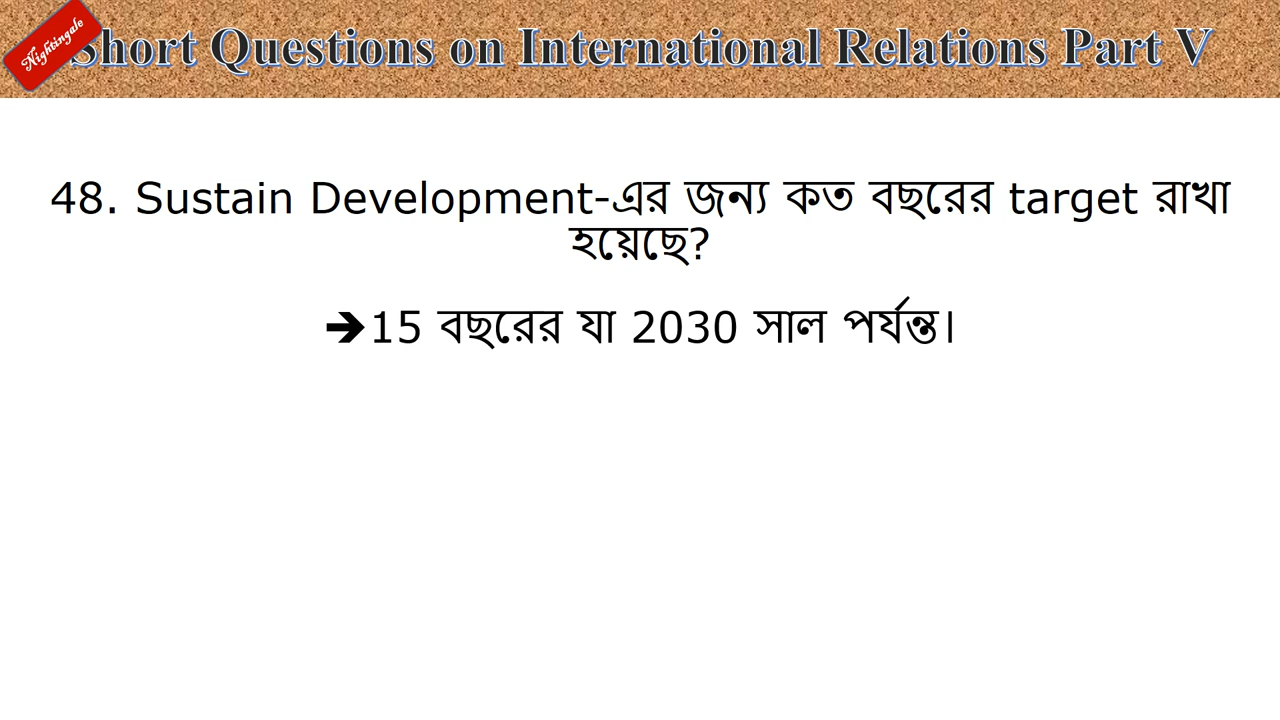 Nightingale
Short Questions on International Relations Part V
48. Sustain Development-এর জন্য কত বছরের target রাখা
হয়েছে?
➔15 বছরের যা 2030 সাল পর্যন্ত।